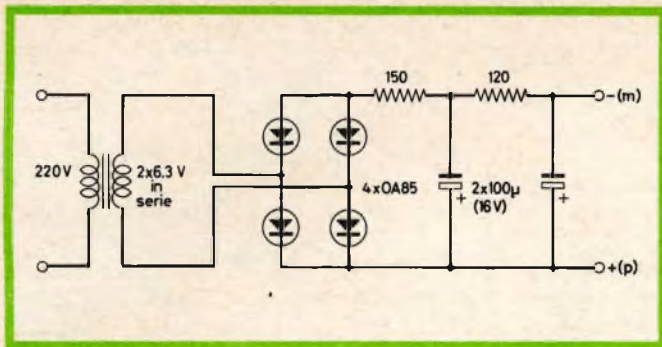 150
120
-(m)
220V
2x6.3 V
in
serie
4x0A85
2x100µ
(16V)
+
+
+(p)